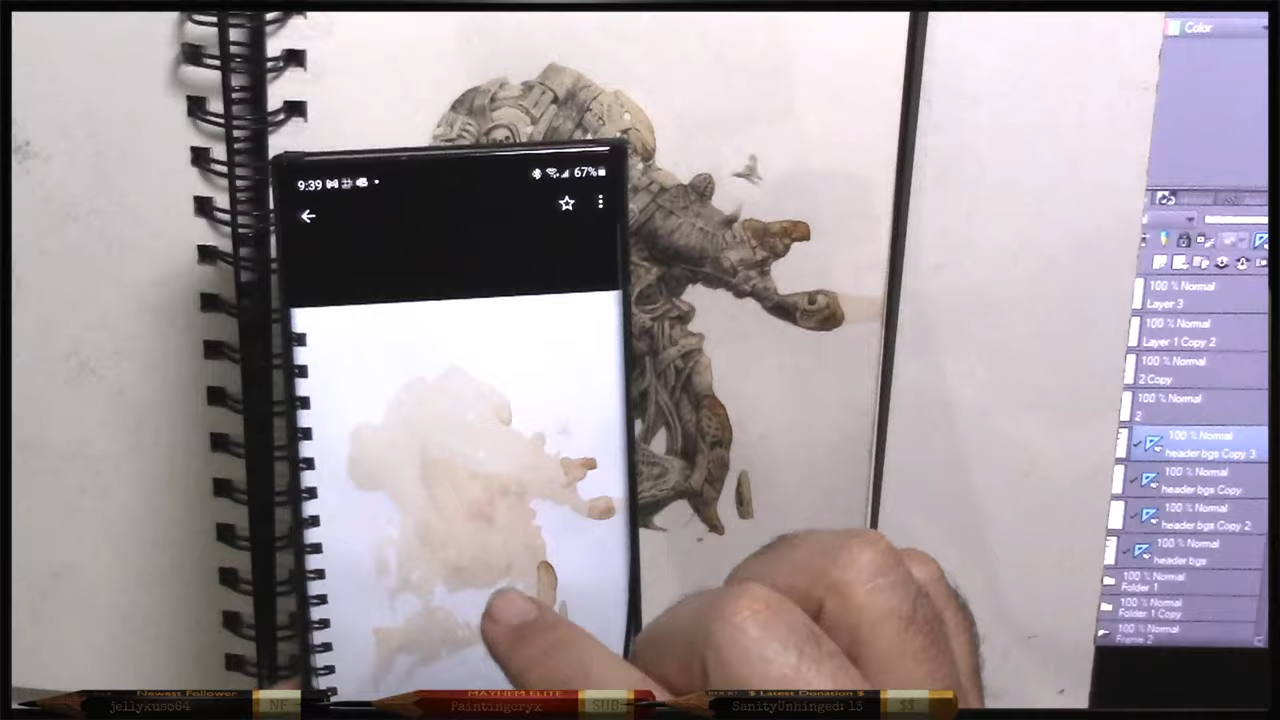 Color
9:39
67%
100 % Normal
Layer 3
100 % Normal
Layer 1 Copy 2
100 % Normal
2 Copy
100 % Normal
2
100 % Normal
header bgs Copy 3
100 % Normal
header bgs Copy
100 % Normal
header bgs Copy 2
100 % Normal
header bgs
100 % Normal
Folder 1
100 % Normal
Folder 1 Copy
100 % Normal
Frame 2
Newest Follower
jellykuso64
NF
MAYHEM ELITE
Paintingcryx
SUB
$ Latest Donation $
SanityUnhinged: 13
$$